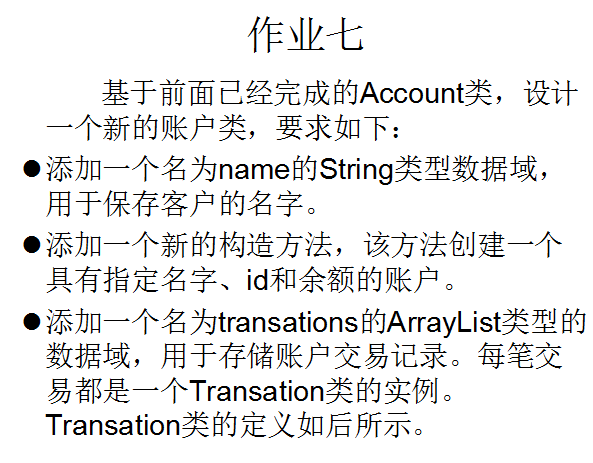 作业七
基于前面已经完成的Account类，设计
一个新的账户类，要求如下：
●添加一个名为name的String类型数据域，
用于保存客户的名字。
●添加一个新的构造方法，该方法创建一个
具有指定名字、id和余额的账户。
●添加一个名为transations的ArrayList类型的
数据域，用于存储账户交易记录。每笔交
易都是一个Transation类的实例。
Transation类的定义如后所示。